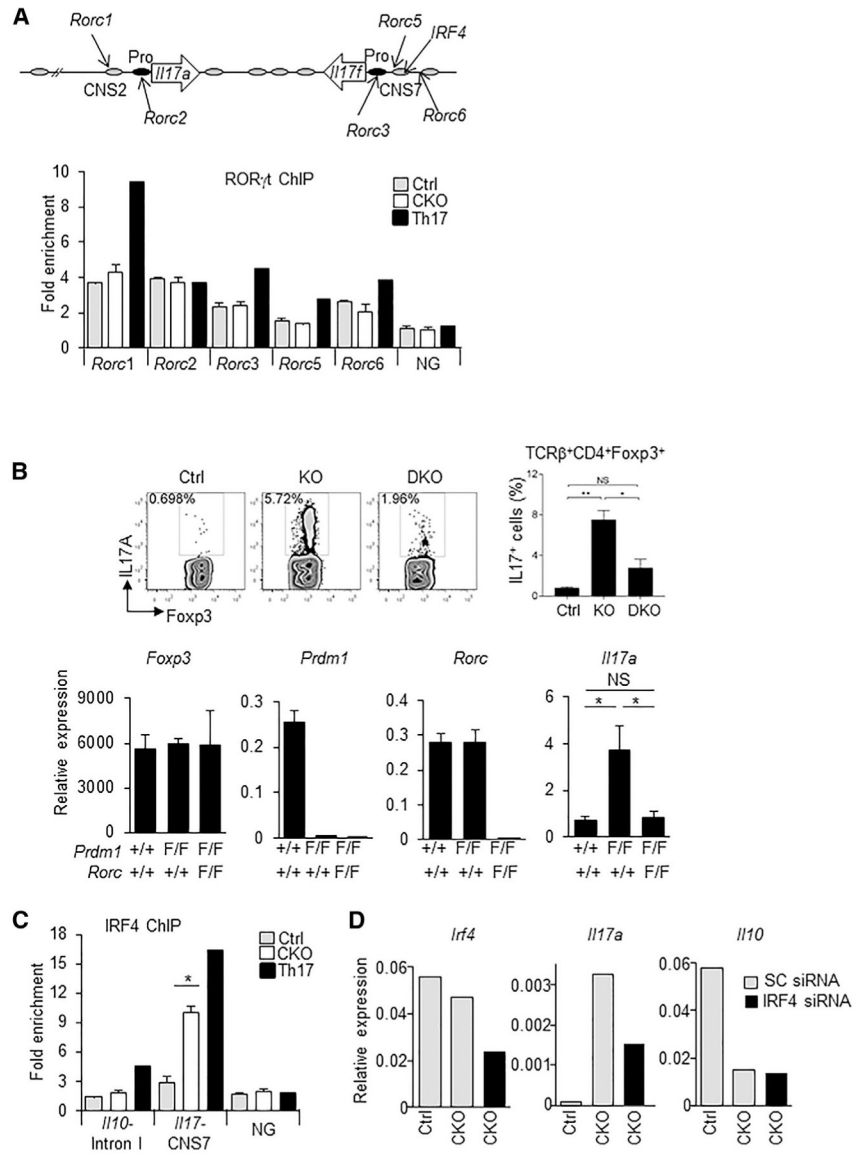 A
Rorc1
Rorc5
IRF4
Pro
Il17a
Il17f
Pro
CNS2
CNS7
Rorc2
Rorc3
Rorc6
RORγt ChIP
Ctrl
CKO
Th17
Fold enrichment
10
8
6
4
2
0
Rorc1 Rorc2 Rorc3 Rorc5 Rorc6 NG
B
Ctrl KO DKO
0.698% 5.72% 1.96%
IL17A
Foxp3
TCRβ+CD4+Foxp3+
IL17+ cells (%)
12
8
4
0
NS
** *
Ctrl KO DKO
Foxp3
Relative expression
9000
6000
3000
0
Prdm1
0.3
0.2
0.1
0
Rorc
0.4
0.3
0.2
0.1
0
Il17a
NS
* *
6
4
2
0
Prdm1 +/+ F/F F/F +/+ F/F F/F +/+ F/F F/F +/+ F/F F/F
Rorc +/+ +/+ F/F +/+ +/+ F/F +/+ +/+ F/F +/+ +/+ F/F
C
IRF4 ChIP
Ctrl
CKO
Th17
*
Fold enrichment
18
15
12
9
6
3
0
Il10- Il17- NG
Intron I CNS7
D
Irf4
Relative expression
0.06
0.04
0.02
0
Ctrl CKO CKO
Il17a
0.003
0.002
0.001
0
Ctrl CKO CKO
Il10
0.06
0.04
0.02
0
Ctrl CKO CKO
SC siRNA
IRF4 siRNA